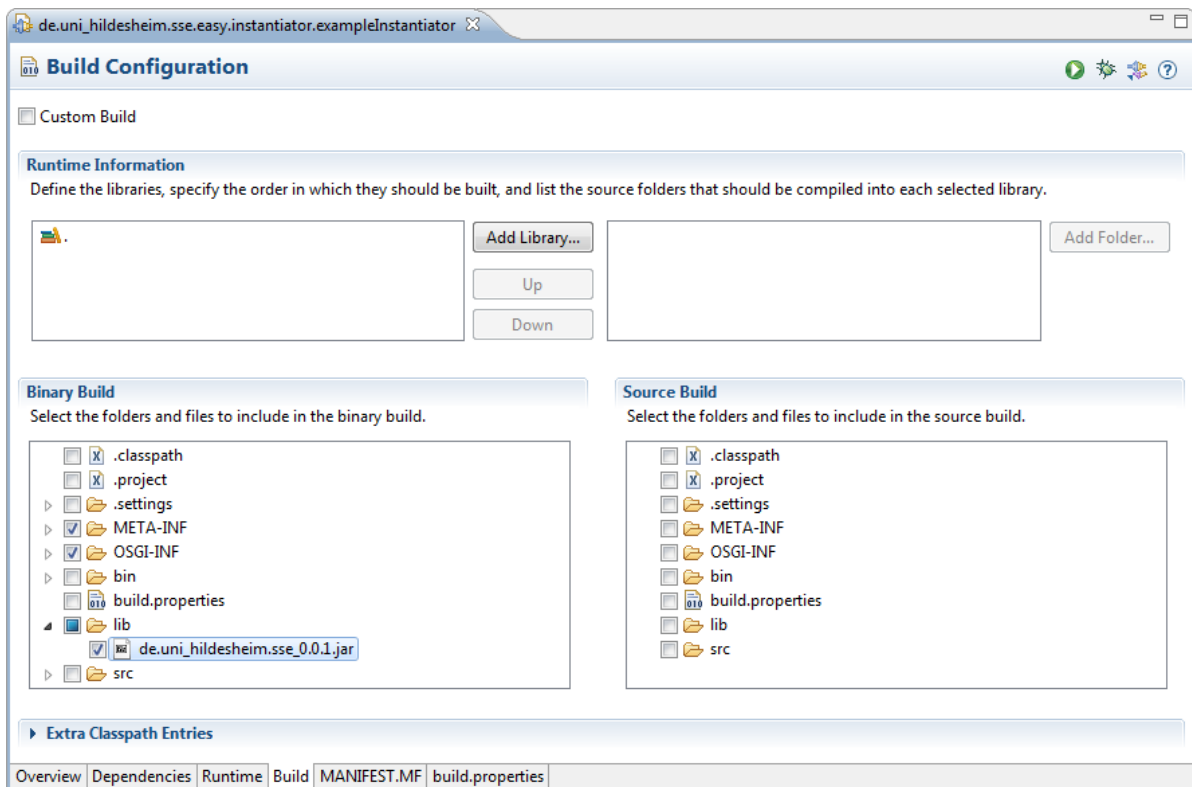 de.uni_hildesheim.sse.easy.instantiator.exampleInstantiator
Build Configuration
Custom Build
Runtime Information
Define the libraries, specify the order in which they should be built, and list the source folders that should be compiled into each selected library.
.
Add Library...
Add Folder...
Up
Down
Binary Build
Select the folders and files to include in the binary build.
.classpath
.project
.settings
META-INF
OSGI-INF
bin
build.properties
lib
de.uni_hildesheim.sse_0.0.1.jar
src
Source Build
Select the folders and files to include in the source build.
.classpath
.project
.settings
META-INF
OSGI-INF
bin
build.properties
lib
src
Extra Classpath Entries
Overview Dependencies Runtime Build MANIFEST.MF build.properties